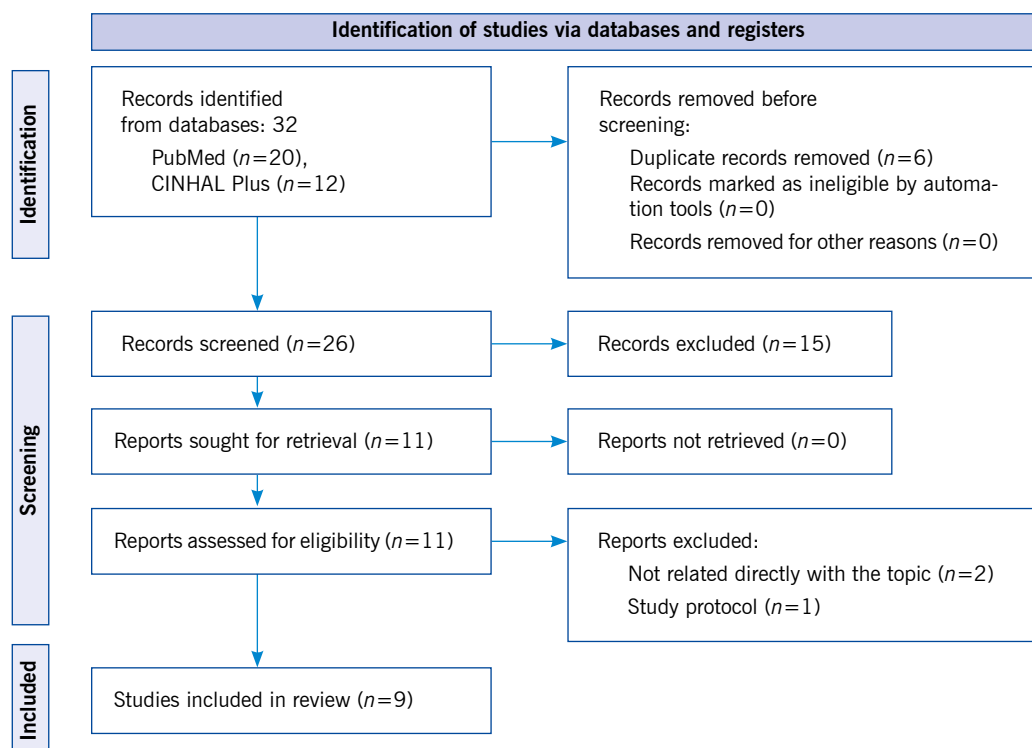 Identification of studies via databases and registers
Identification
Records identified
from databases: 32
PubMed (n=20),
CINHAL Plus (n=12)
Records removed before
screening:
Duplicate records removed (n=6)
Records marked as ineligible by automa-
tion tools (n=0)
Records removed for other reasons (n=0)
Screening
Records screened (n=26)
Records excluded (n=15)
Reports sought for retrieval (n=11)
Reports not retrieved (n=0)
Reports assessed for eligibility (n=11)
Reports excluded:
Not related directly with the topic (n=2)
Study protocol (n=1)
Included
Studies included in review (n=9)